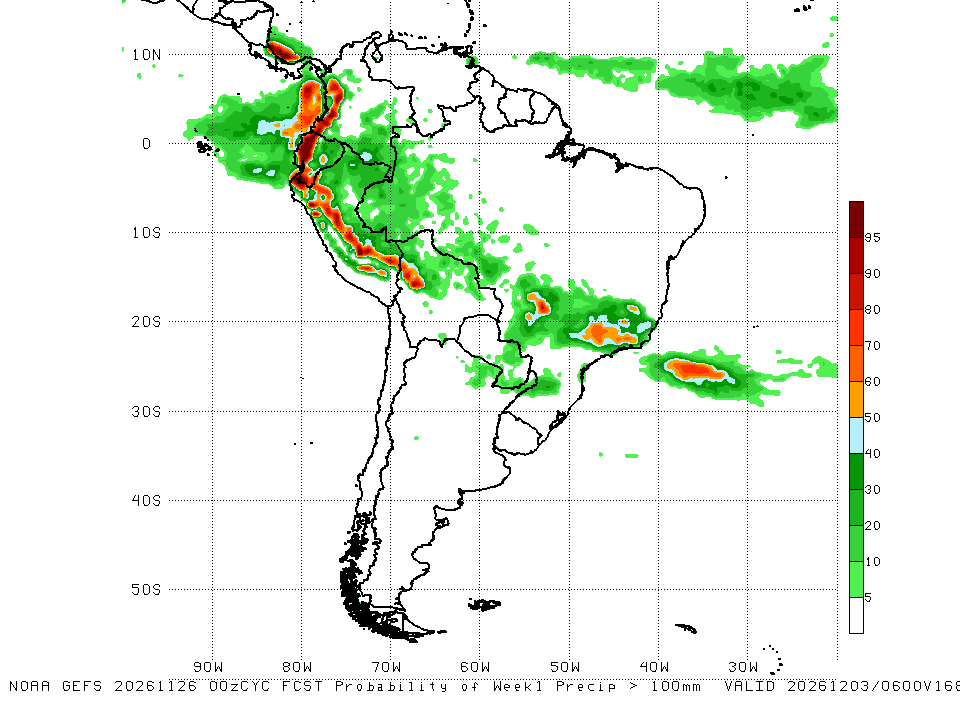 10N
0
10S
20S
30S
40S
50S
95
90
80
70
60
50
40
30
20
10
5
90W 80W 70W 60W 50W 40W 30W
NOAA GEFS 20261126 00zCYC FCST Probability of Week1 Precip > 100mm VALID 20261203/0600V168